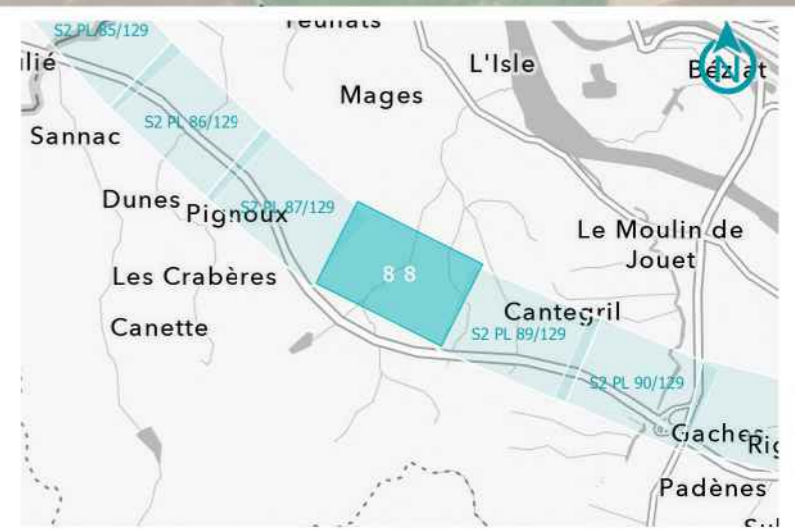 S2 PL 85/129
L'Isle
Mages
S2 PL 86/129
Sannac
N
Dunes
Pignoux
S2 PL 87/129
Le Moulin de
Jouet
8 8
Les Crabères
Cantegril
Canette
S2 PL 89/129
S2 PL 90/129
Gaches
Padènes